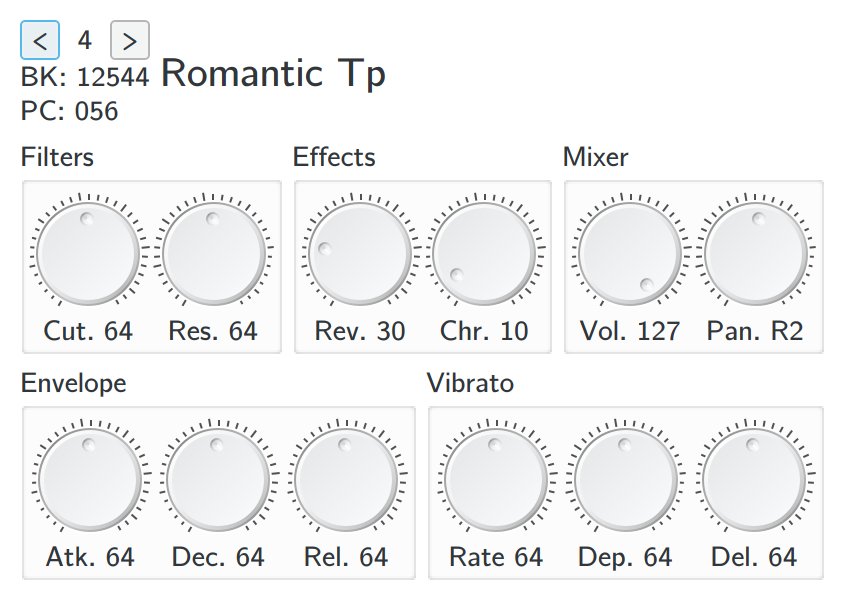 < 4 >
BK: 12544 Romantic Tp
PC: 056
Filters Effects Mixer
Cut. 64 Res. 64 Rev. 30 Chr. 10 Vol. 127 Pan. R2
Envelope Vibrato
Atk. 64 Dec. 64 Rel. 64 Rate 64 Dep. 64 Del. 64